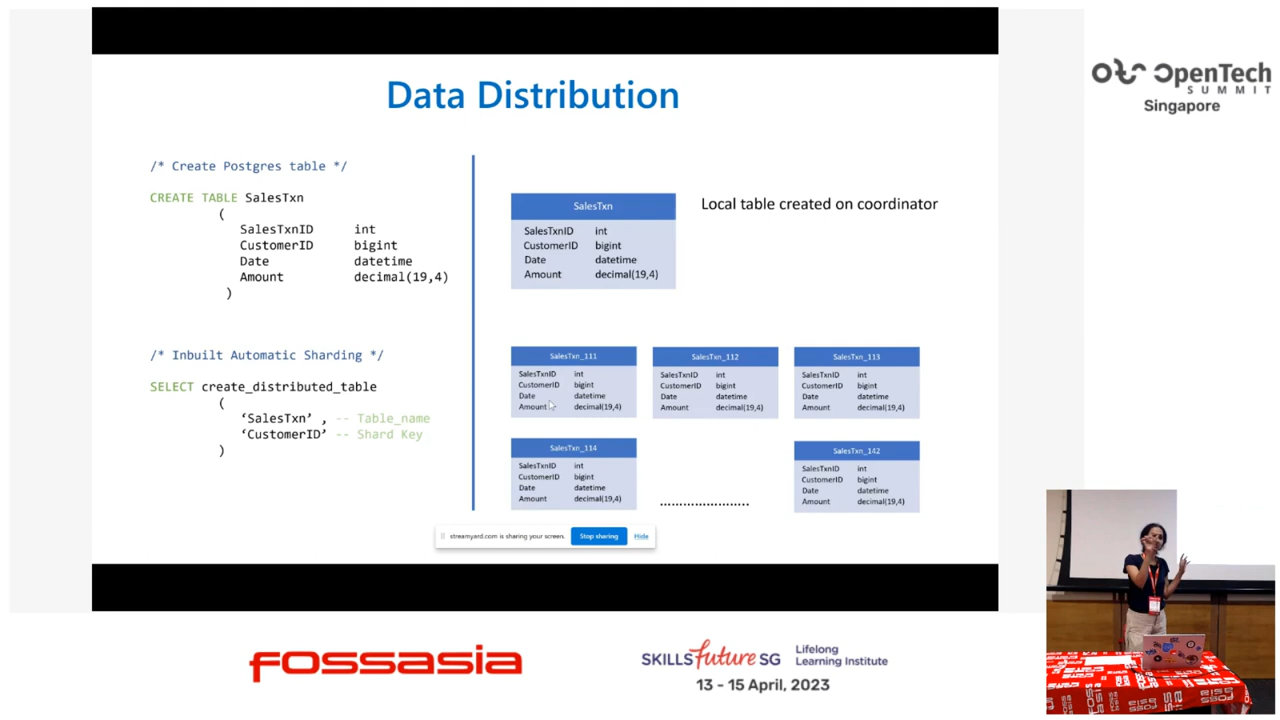 Data Distribution
/* Create Postgres table */
CREATE TABLE SalesTxn
(
SalesTxnID int
CustomerID bigint
Date datetime
Amount decimal(19,4)
)
/* Inbuilt Automatic Sharding */
SELECT create_distributed_table
(
‘SalesTxn’ , -- Table_name
‘CustomerID’ -- Shard Key
)
SalesTxn
SalesTxnID int
CustomerID bigint
Date datetime
Amount decimal(19,4)
Local table created on coordinator
SalesTxn_111
SalesTxnID int
CustomerID bigint
Date datetime
Amount decimal(19,4)
SalesTxn_112
SalesTxnID int
CustomerID bigint
Date datetime
Amount decimal(19,4)
SalesTxn_113
SalesTxnID int
CustomerID bigint
Date datetime
Amount decimal(19,4)
SalesTxn_114
SalesTxnID int
CustomerID bigint
Date datetime
Amount decimal(19,4)
.......................
SalesTxn_142
SalesTxnID int
CustomerID bigint
Date datetime
Amount decimal(19,4)
streamyard.com is sharing your screen.
Stop sharing
Hide
OpenTech
SUMMIT
Singapore
FOSSASIA
SKILLS future SG
Lifelong
Learning Institute
13 - 15 April, 2023